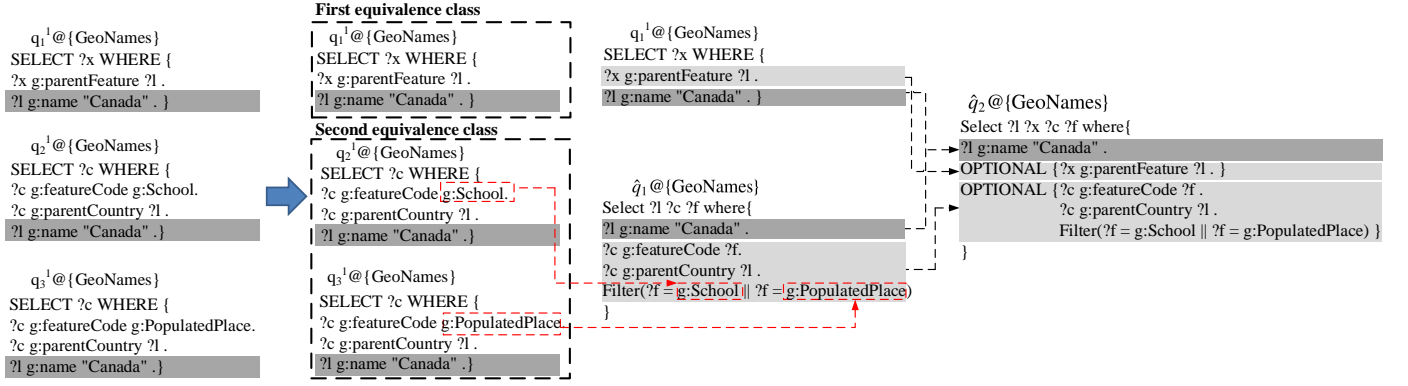 q₁¹@{GeoNames}
SELECT ?x WHERE {
?x g:parentFeature ?l .
?l g:name "Canada" . }
q₂¹@{GeoNames}
SELECT ?c WHERE {
?c g:featureCode g:School.
?c g:parentCountry ?l .
?l g:name "Canada" .}
q₃¹@{GeoNames}
SELECT ?c WHERE {
?c g:featureCode g:PopulatedPlace.
?c g:parentCountry ?l .
?l g:name "Canada" .}
First equivalence class
q₁¹@{GeoNames}
SELECT ?x WHERE {
?x g:parentFeature ?l .
?l g:name "Canada" . }
Second equivalence class
q₂¹@{GeoNames}
SELECT ?c WHERE {
?c g:featureCode g:School.
?c g:parentCountry ?l .
?l g:name "Canada" .}
q₃¹@{GeoNames}
SELECT ?c WHERE {
?c g:featureCode g:PopulatedPlace
?c g:parentCountry ?l .
?l g:name "Canada" .}
q₁¹@{GeoNames}
SELECT ?x WHERE {
?x g:parentFeature ?l .
?l g:name "Canada" . }
q̂₁@{GeoNames}
Select ?l ?c ?f where{
?l g:name "Canada" .
?c g:featureCode ?f.
?c g:parentCountry ?l .
Filter(?f = g:School || ?f = g:PopulatedPlace)
}
q̂₂@{GeoNames}
Select ?l ?x ?c ?f where{
?l g:name "Canada" .
OPTIONAL {?x g:parentFeature ?l . }
OPTIONAL {?c g:featureCode ?f .
?c g:parentCountry ?l .
Filter(?f = g:School || ?f = g:PopulatedPlace) }
}